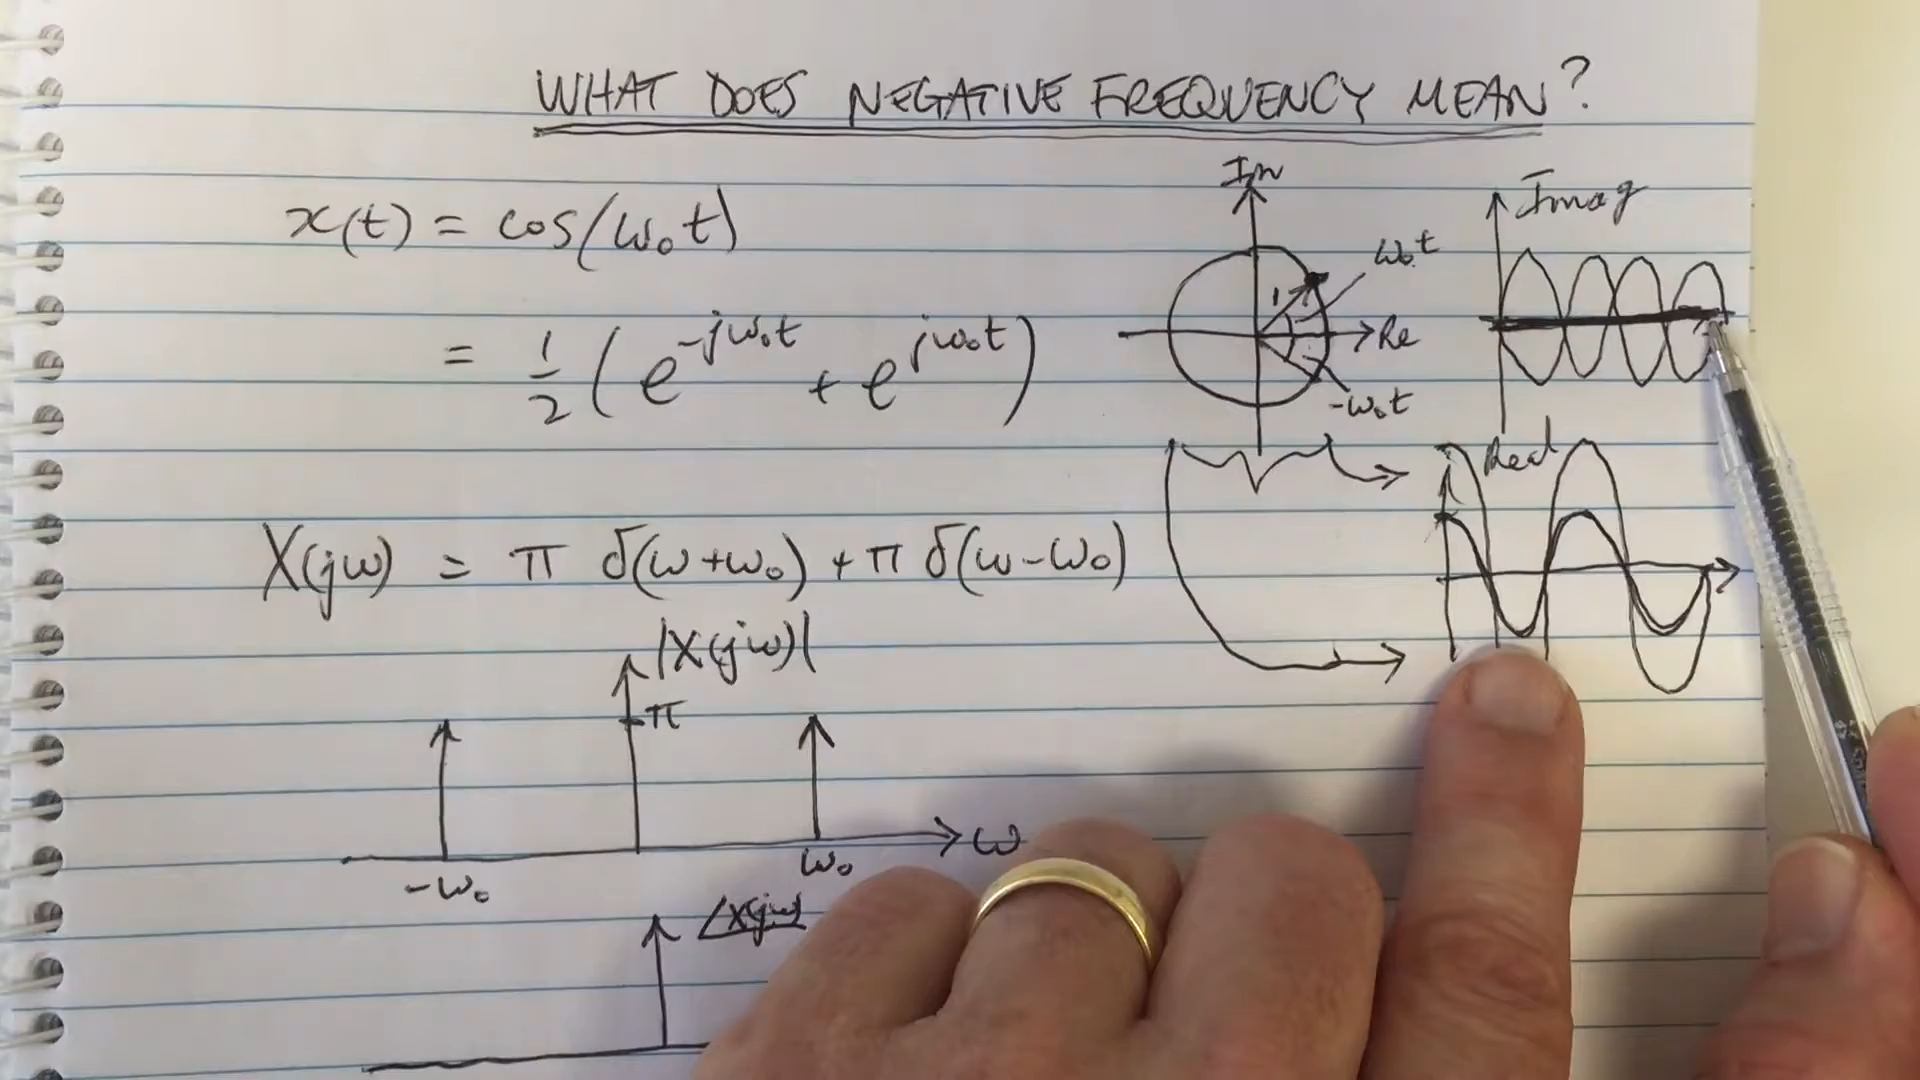 WHAT DOES NEGATIVE FREQUENCY MEAN?
x(t) = cos(ω₀t)
= 1/2 (e^{-jω₀t} + e^{jω₀t})
X(jω) = π δ(ω+ω₀) + π δ(ω-ω₀)
|X(jω)|
π
-ω₀
ω₀
ω
∠X(jω)
Im
ω₀t
1
Re
-ω₀t
Imag
Real